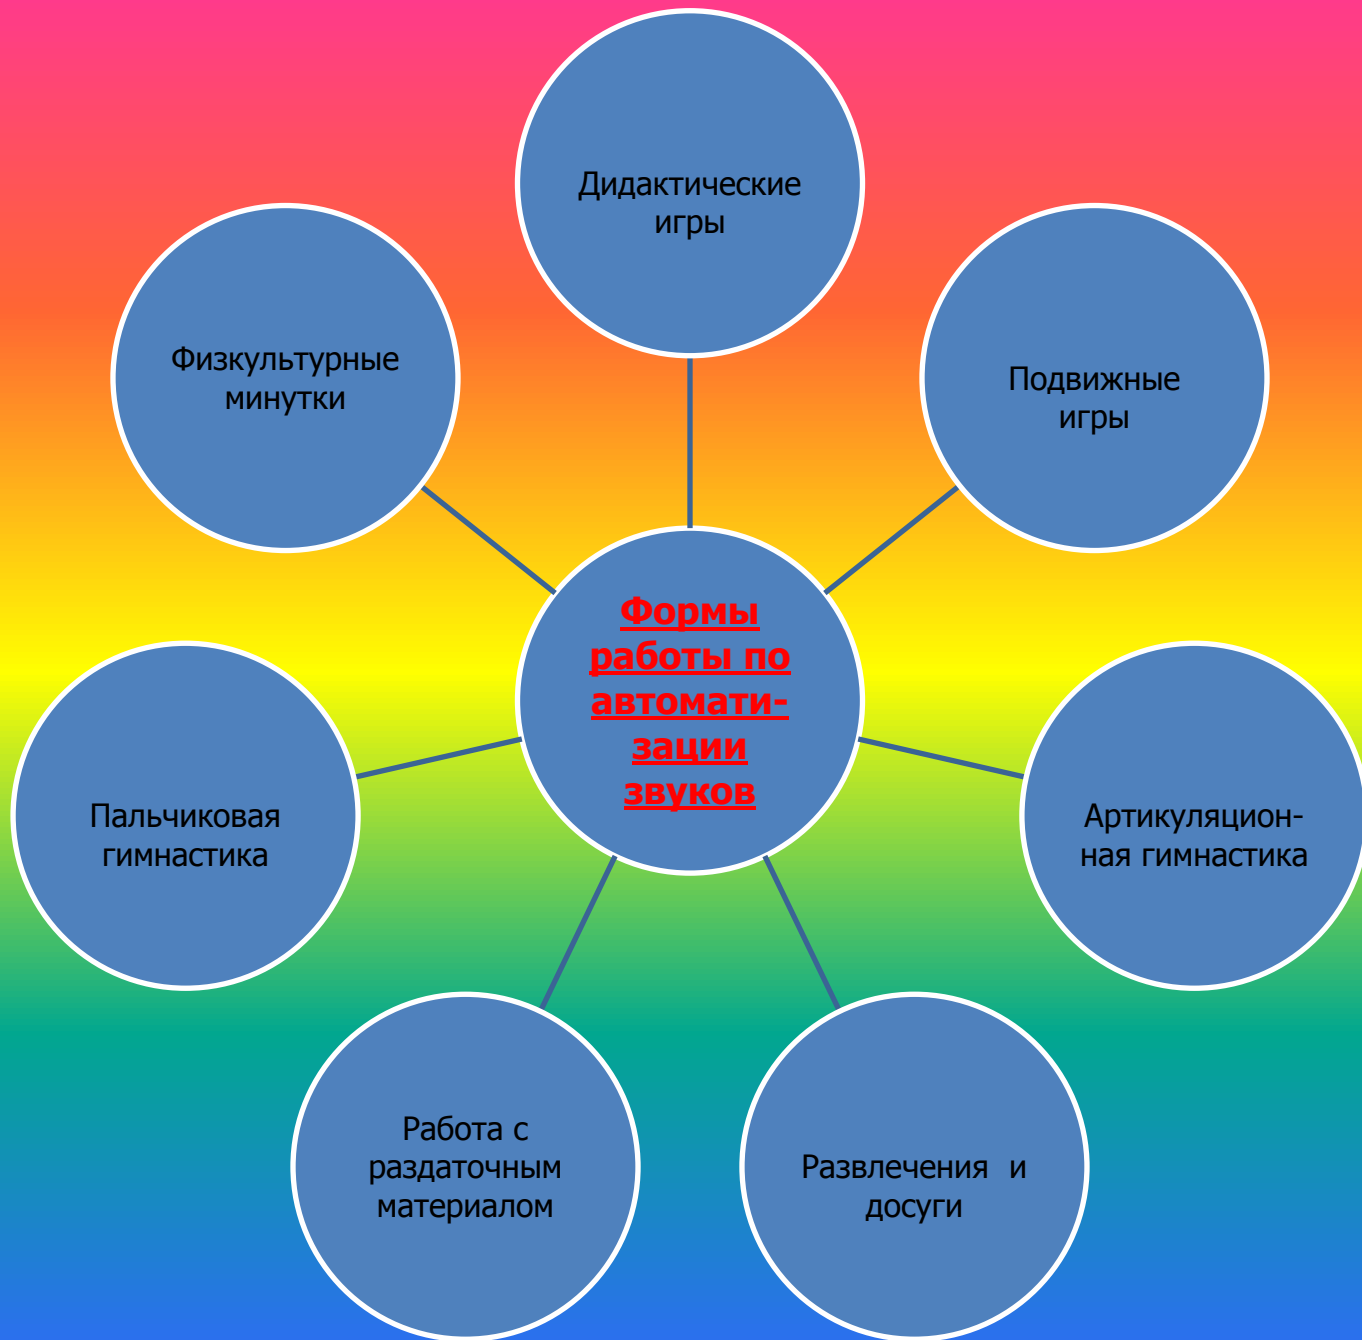 Дидактические
игры
Физкультурные
минутки
Подвижные
игры
Формы
работы по
автомати-
зации
звуков
Пальчиковая
гимнастика
Артикуляцион-
ная гимнастика
Работа с
раздаточным
материалом
Развлечения  и
досуги